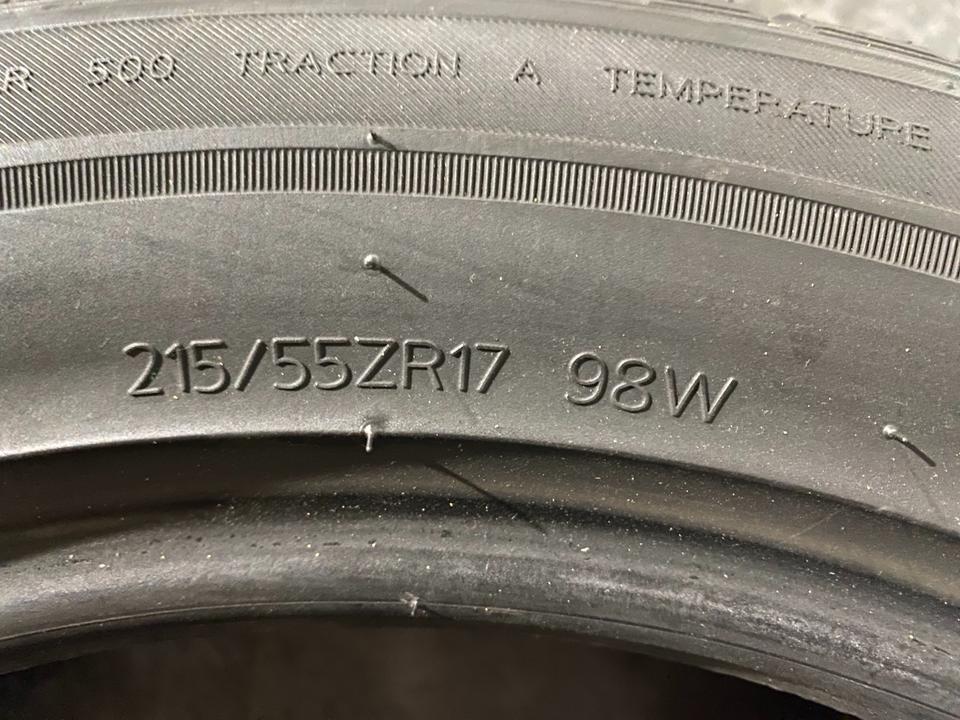 R 500 TRACTION A TEMPERATURE
215/55ZR17 98W